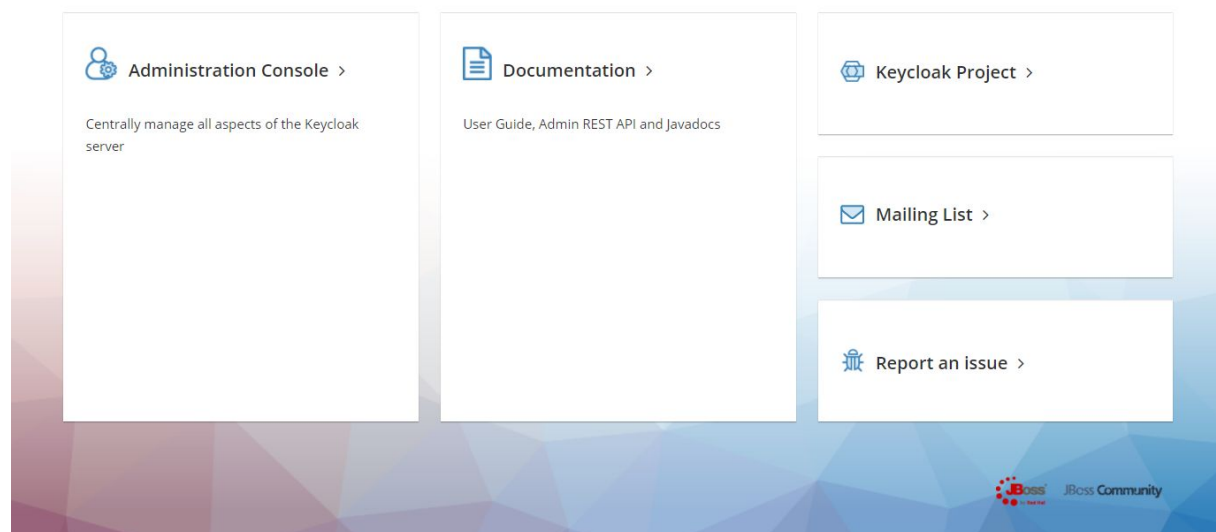 Administration Console >
Centrally manage all aspects of the Keycloak
server
Documentation >
User Guide, Admin REST API and Javadocs
Keycloak Project >
Mailing List >
Report an issue >
JBoss
JBoss Community